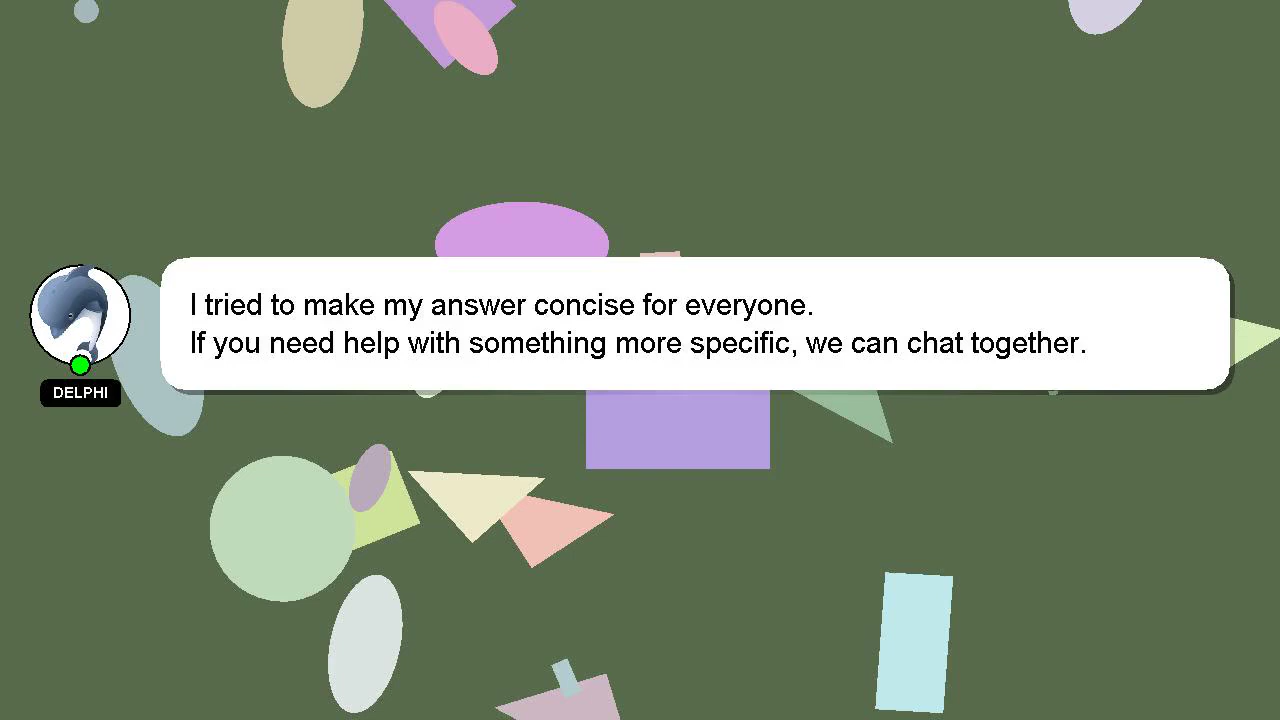 I tried to make my answer concise for everyone.
If you need help with something more specific, we can chat together.
DELPHI